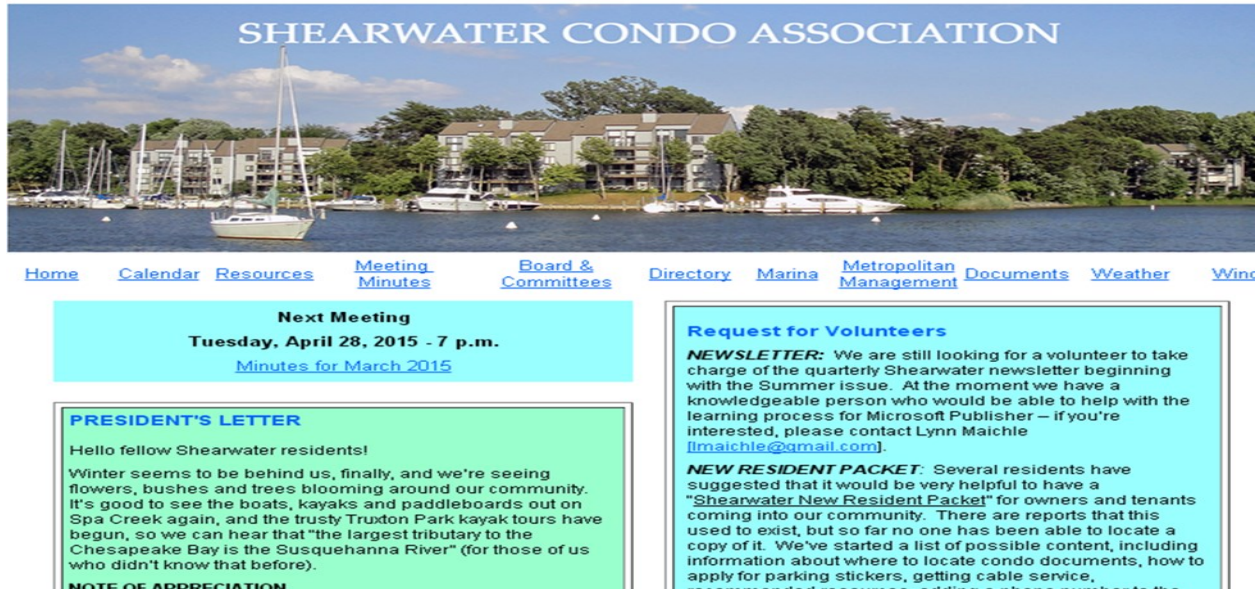 SHEARWATER CONDO ASSOCIATION
Home Calendar Resources Meeting Minutes Board & Committees Directory Marina Metropolitan Management Documents Weather
Next Meeting
Tuesday, April 28, 2015 - 7 p.m.
Minutes for March 2015
PRESIDENT'S LETTER
Hello fellow Shearwater residents!
Winter seems to be behind us, finally, and we're seeing
flowers, bushes and trees blooming around our community.
It's good to see the boats, kayaks and paddleboards out on
Spa Creek again, and the trusty Truxton Park kayak tours have
begun, so we can hear that "the largest tributary to the
Chesapeake Bay is the Susquehanna River" (for those of us
who didn't know that before).
NOTE OF APPRECIATION
Request for Volunteers
NEWSLETTER: We are still looking for a volunteer to take
charge of the quarterly Shearwater newsletter beginning
with the Summer issue. At the moment we have a
knowledgeable person who would be able to help with the
learning process for Microsoft Publisher – if you're
interested, please contact Lynn Maichle
[lmaichle@gmail.com].
NEW RESIDENT PACKET: Several residents have
suggested that it would be very helpful to have a
"Shearwater New Resident Packet" for owners and tenants
coming into our community. There are reports that this
used to exist, but so far no one has been able to locate a
copy of it. We've started a list of possible content, including
information about where to locate condo documents, how to
apply for parking stickers, getting cable service,
recommended resources, adding a phone number to the